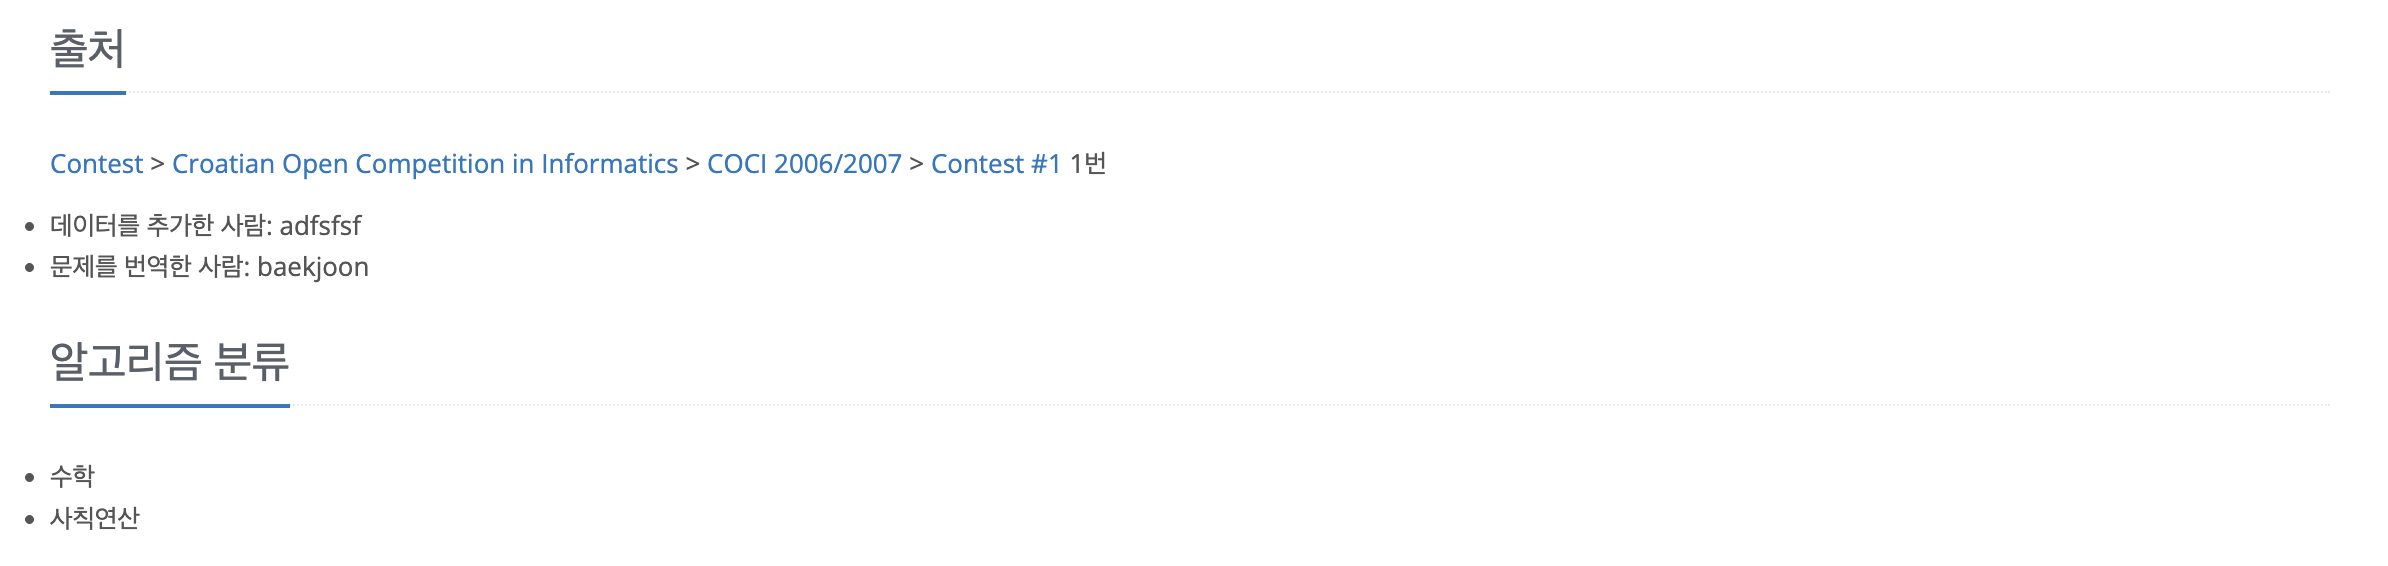 출처
Contest > Croatian Open Competition in Informatics > COCI 2006/2007 > Contest #1 1번
데이터를 추가한 사람: adfsfsf
문제를 번역한 사람: baekjoon
알고리즘 분류
수학
사칙연산